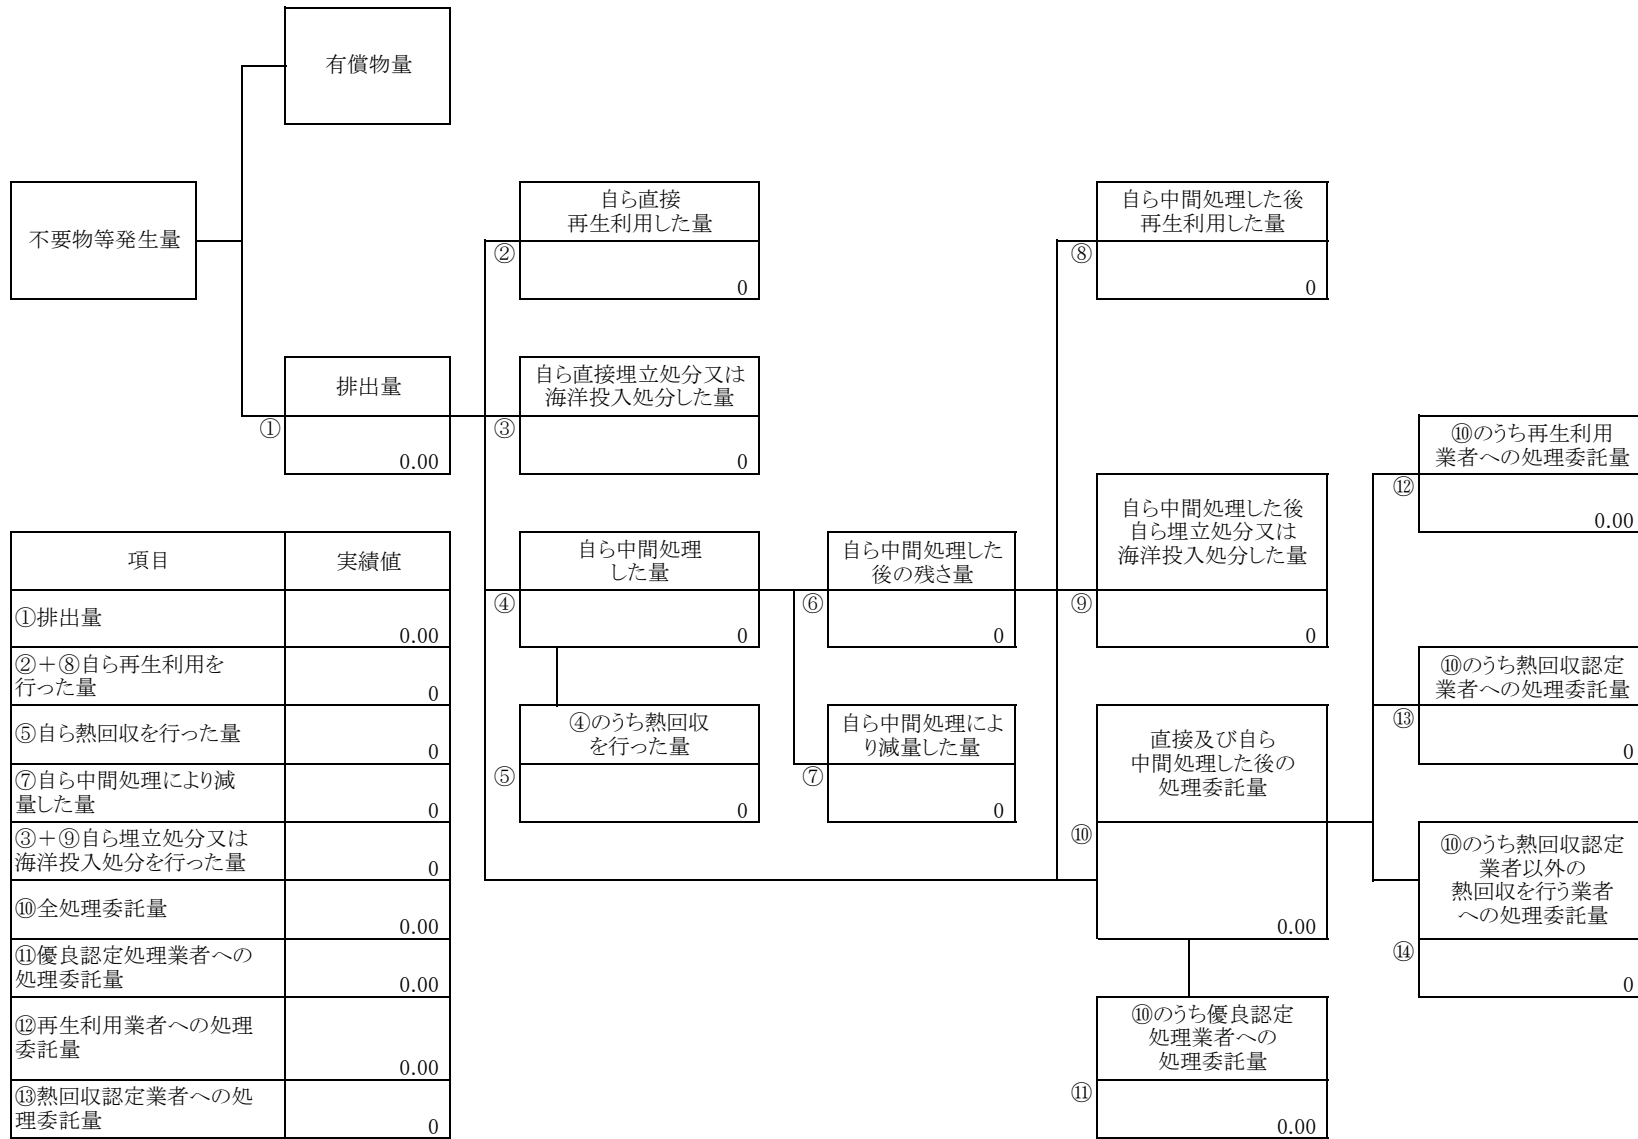 有償物量
不要物等発生量
自ら直接
再生利用した量
②
0
自ら中間処理した後
再生利用した量
⑧
0
排出量
①
0.00
自ら直接埋立処分又は
海洋投入処分した量
③
0
自ら中間処理
した量
④
0
自ら中間処理した
後の残さ量
⑥
0
自ら中間処理した後
自ら埋立処分又は
海洋投入処分した量
⑨
0
④のうち熱回収
を行った量
⑤
0
自ら中間処理によ
り減量した量
⑦
0
直接及び自ら
中間処理した後の
処理委託量
⑩
0.00
⑩のうち優良認定
処理業者への
処理委託量
⑪
0.00
⑩のうち再生利用
業者への処理委託量
⑫
0.00
⑩のうち熱回収認定
業者への処理委託量
⑬
0
⑩のうち熱回収認定
業者以外の
熱回収を行う業者
への処理委託量
⑭
0
項目 実績値
①排出量
0.00
②+⑧自ら再生利用を
行った量
0
⑤自ら熱回収を行った量
0
⑦自ら中間処理により減
量した量
0
③+⑨自ら埋立処分又は
海洋投入処分を行った量
0
⑩全処理委託量
0.00
⑪優良認定処理業者への
処理委託量
0.00
⑫再生利用業者への処理
委託量
0.00
⑬熱回収認定業者への処
理委託量
0